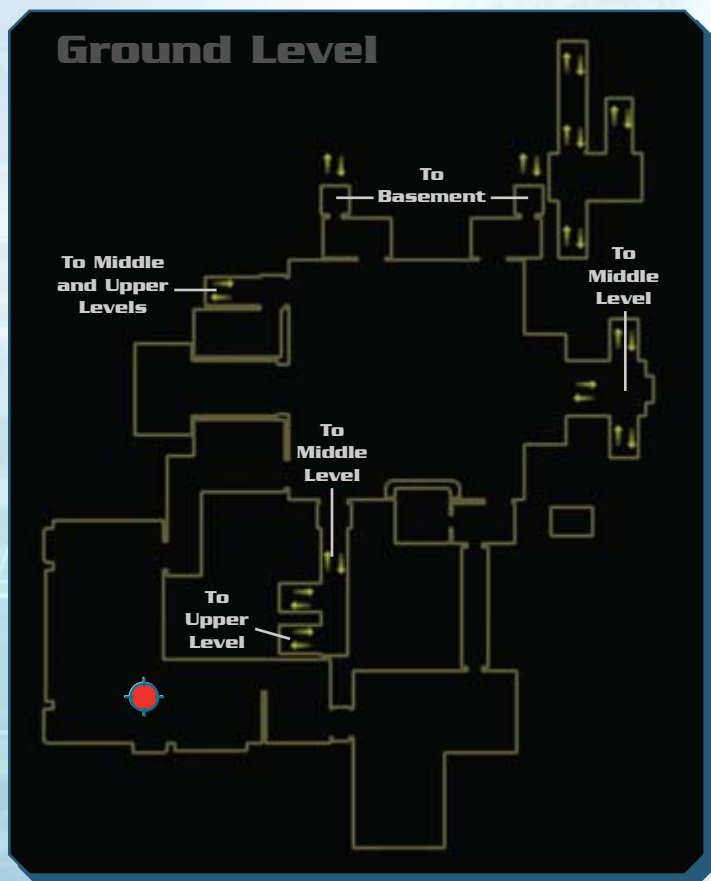 Ground Level
To
Basement
To
Middle
Level
To Middle
and Upper
Levels
To
Middle
Level
To
Upper
Level